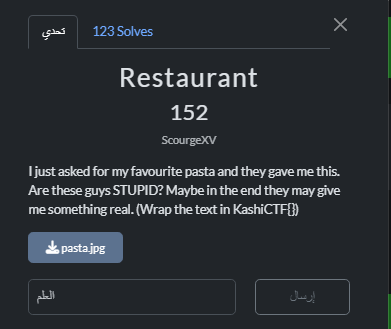 تحدي
123 Solves
Restaurant
152
ScourgeXV
I just asked for my favourite pasta and they gave me this.
Are these guys STUPID? Maybe in the end they may give
me something real. (Wrap the text in KashiCTF{})
pasta.jpg
العلم
إرسال